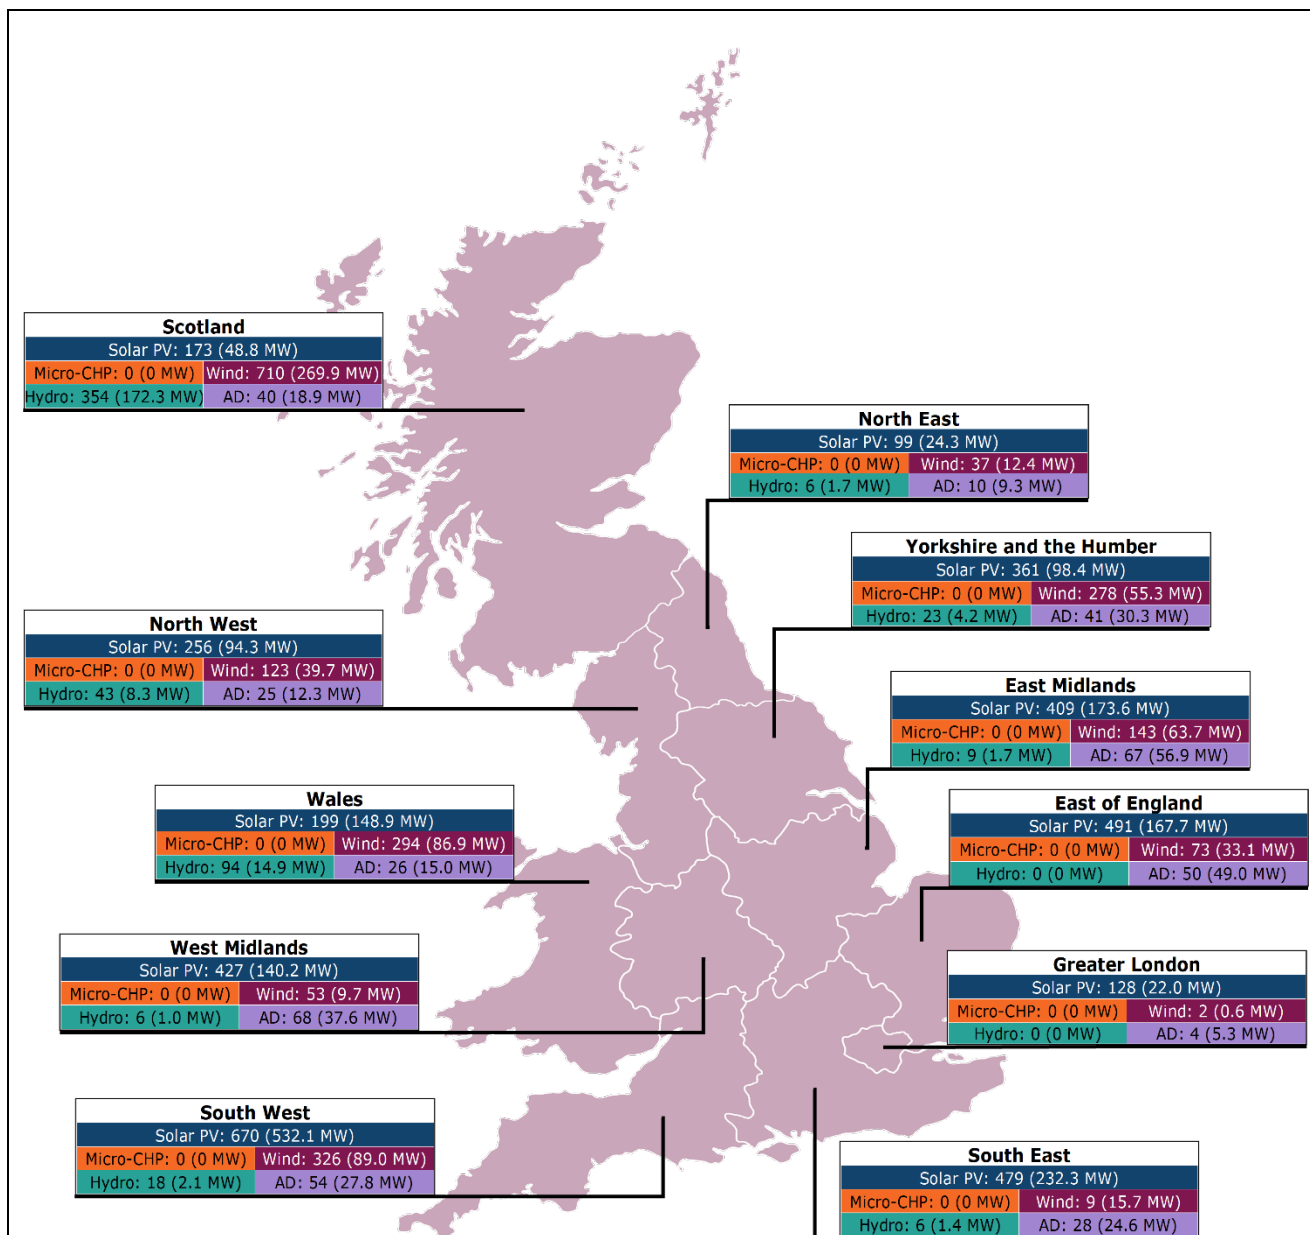 Scotland
Solar PV: 173 (48.8 MW)
Micro-CHP: 0 (0 MW) Wind: 710 (269.9 MW)
Hydro: 354 (172.3 MW) AD: 40 (18.9 MW)
North East
Solar PV: 99 (24.3 MW)
Micro-CHP: 0 (0 MW) Wind: 37 (12.4 MW)
Hydro: 6 (1.7 MW) AD: 10 (9.3 MW)
Yorkshire and the Humber
Solar PV: 361 (98.4 MW)
Micro-CHP: 0 (0 MW) Wind: 278 (55.3 MW)
Hydro: 23 (4.2 MW) AD: 41 (30.3 MW)
North West
Solar PV: 256 (94.3 MW)
Micro-CHP: 0 (0 MW) Wind: 123 (39.7 MW)
Hydro: 43 (8.3 MW) AD: 25 (12.3 MW)
East Midlands
Solar PV: 409 (173.6 MW)
Micro-CHP: 0 (0 MW) Wind: 143 (63.7 MW)
Hydro: 9 (1.7 MW) AD: 67 (56.9 MW)
Wales
Solar PV: 199 (148.9 MW)
Micro-CHP: 0 (0 MW) Wind: 294 (86.9 MW)
Hydro: 94 (14.9 MW) AD: 26 (15.0 MW)
East of England
Solar PV: 491 (167.7 MW)
Micro-CHP: 0 (0 MW) Wind: 73 (33.1 MW)
Hydro: 0 (0 MW) AD: 50 (49.0 MW)
West Midlands
Solar PV: 427 (140.2 MW)
Micro-CHP: 0 (0 MW) Wind: 53 (9.7 MW)
Hydro: 6 (1.0 MW) AD: 68 (37.6 MW)
Greater London
Solar PV: 128 (22.0 MW)
Micro-CHP: 0 (0 MW) Wind: 2 (0.6 MW)
Hydro: 0 (0 MW) AD: 4 (5.3 MW)
South West
Solar PV: 670 (532.1 MW)
Micro-CHP: 0 (0 MW) Wind: 326 (89.0 MW)
Hydro: 18 (2.1 MW) AD: 54 (27.8 MW)
South East
Solar PV: 479 (232.3 MW)
Micro-CHP: 0 (0 MW) Wind: 9 (15.7 MW)
Hydro: 6 (1.4 MW) AD: 28 (24.6 MW)